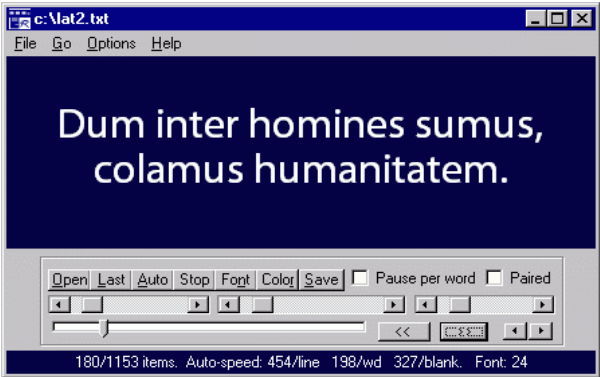 c:\lat2.txt
File Go Options Help
Dum inter homines sumus,
colamus humanitatem.
Open Last Auto Stop Font Color Save Pause per word Paired
<<
180/1153 items. Auto-speed: 454/line 198/wd 327/blank. Font: 24